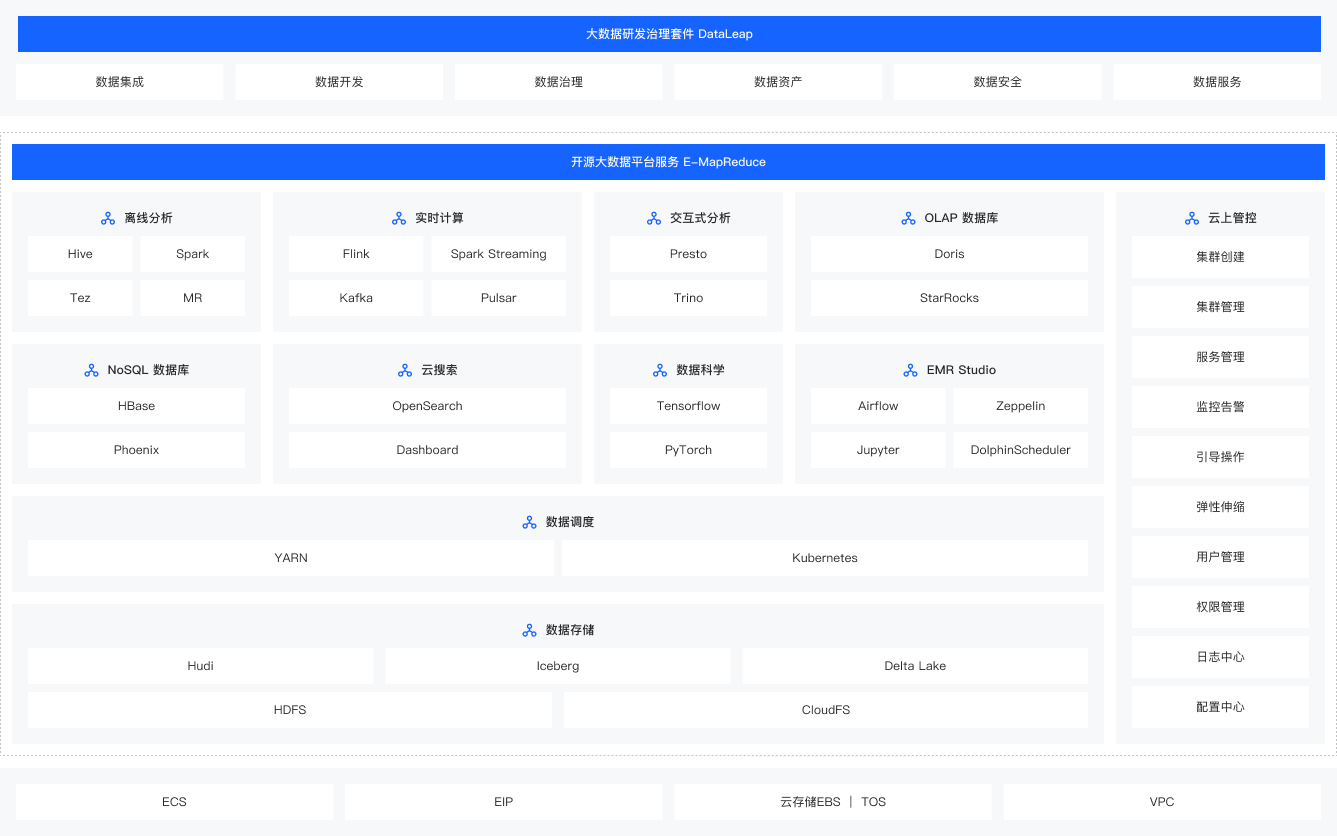 大数据研发治理套件 DataLeap
数据集成
数据开发
数据治理
数据资产
数据安全
数据服务
开源大数据平台服务 E-MapReduce
离线分析
Hive
Spark
Tez
MR
实时计算
Flink
Spark Streaming
Kafka
Pulsar
交互式分析
Presto
Trino
OLAP 数据库
Doris
StarRocks
NoSQL 数据库
HBase
Phoenix
云搜索
OpenSearch
Dashboard
数据科学
Tensorflow
PyTorch
EMR Studio
Airflow
Zeppelin
Jupyter
DolphinScheduler
数据调度
YARN
Kubernetes
数据存储
Hudi
Iceberg
Delta Lake
HDFS
CloudFS
云上管控
集群创建
集群管理
服务管理
监控告警
引导操作
弹性伸缩
用户管理
权限管理
日志中心
配置中心
ECS
EIP
云存储EBS ｜ TOS
VPC